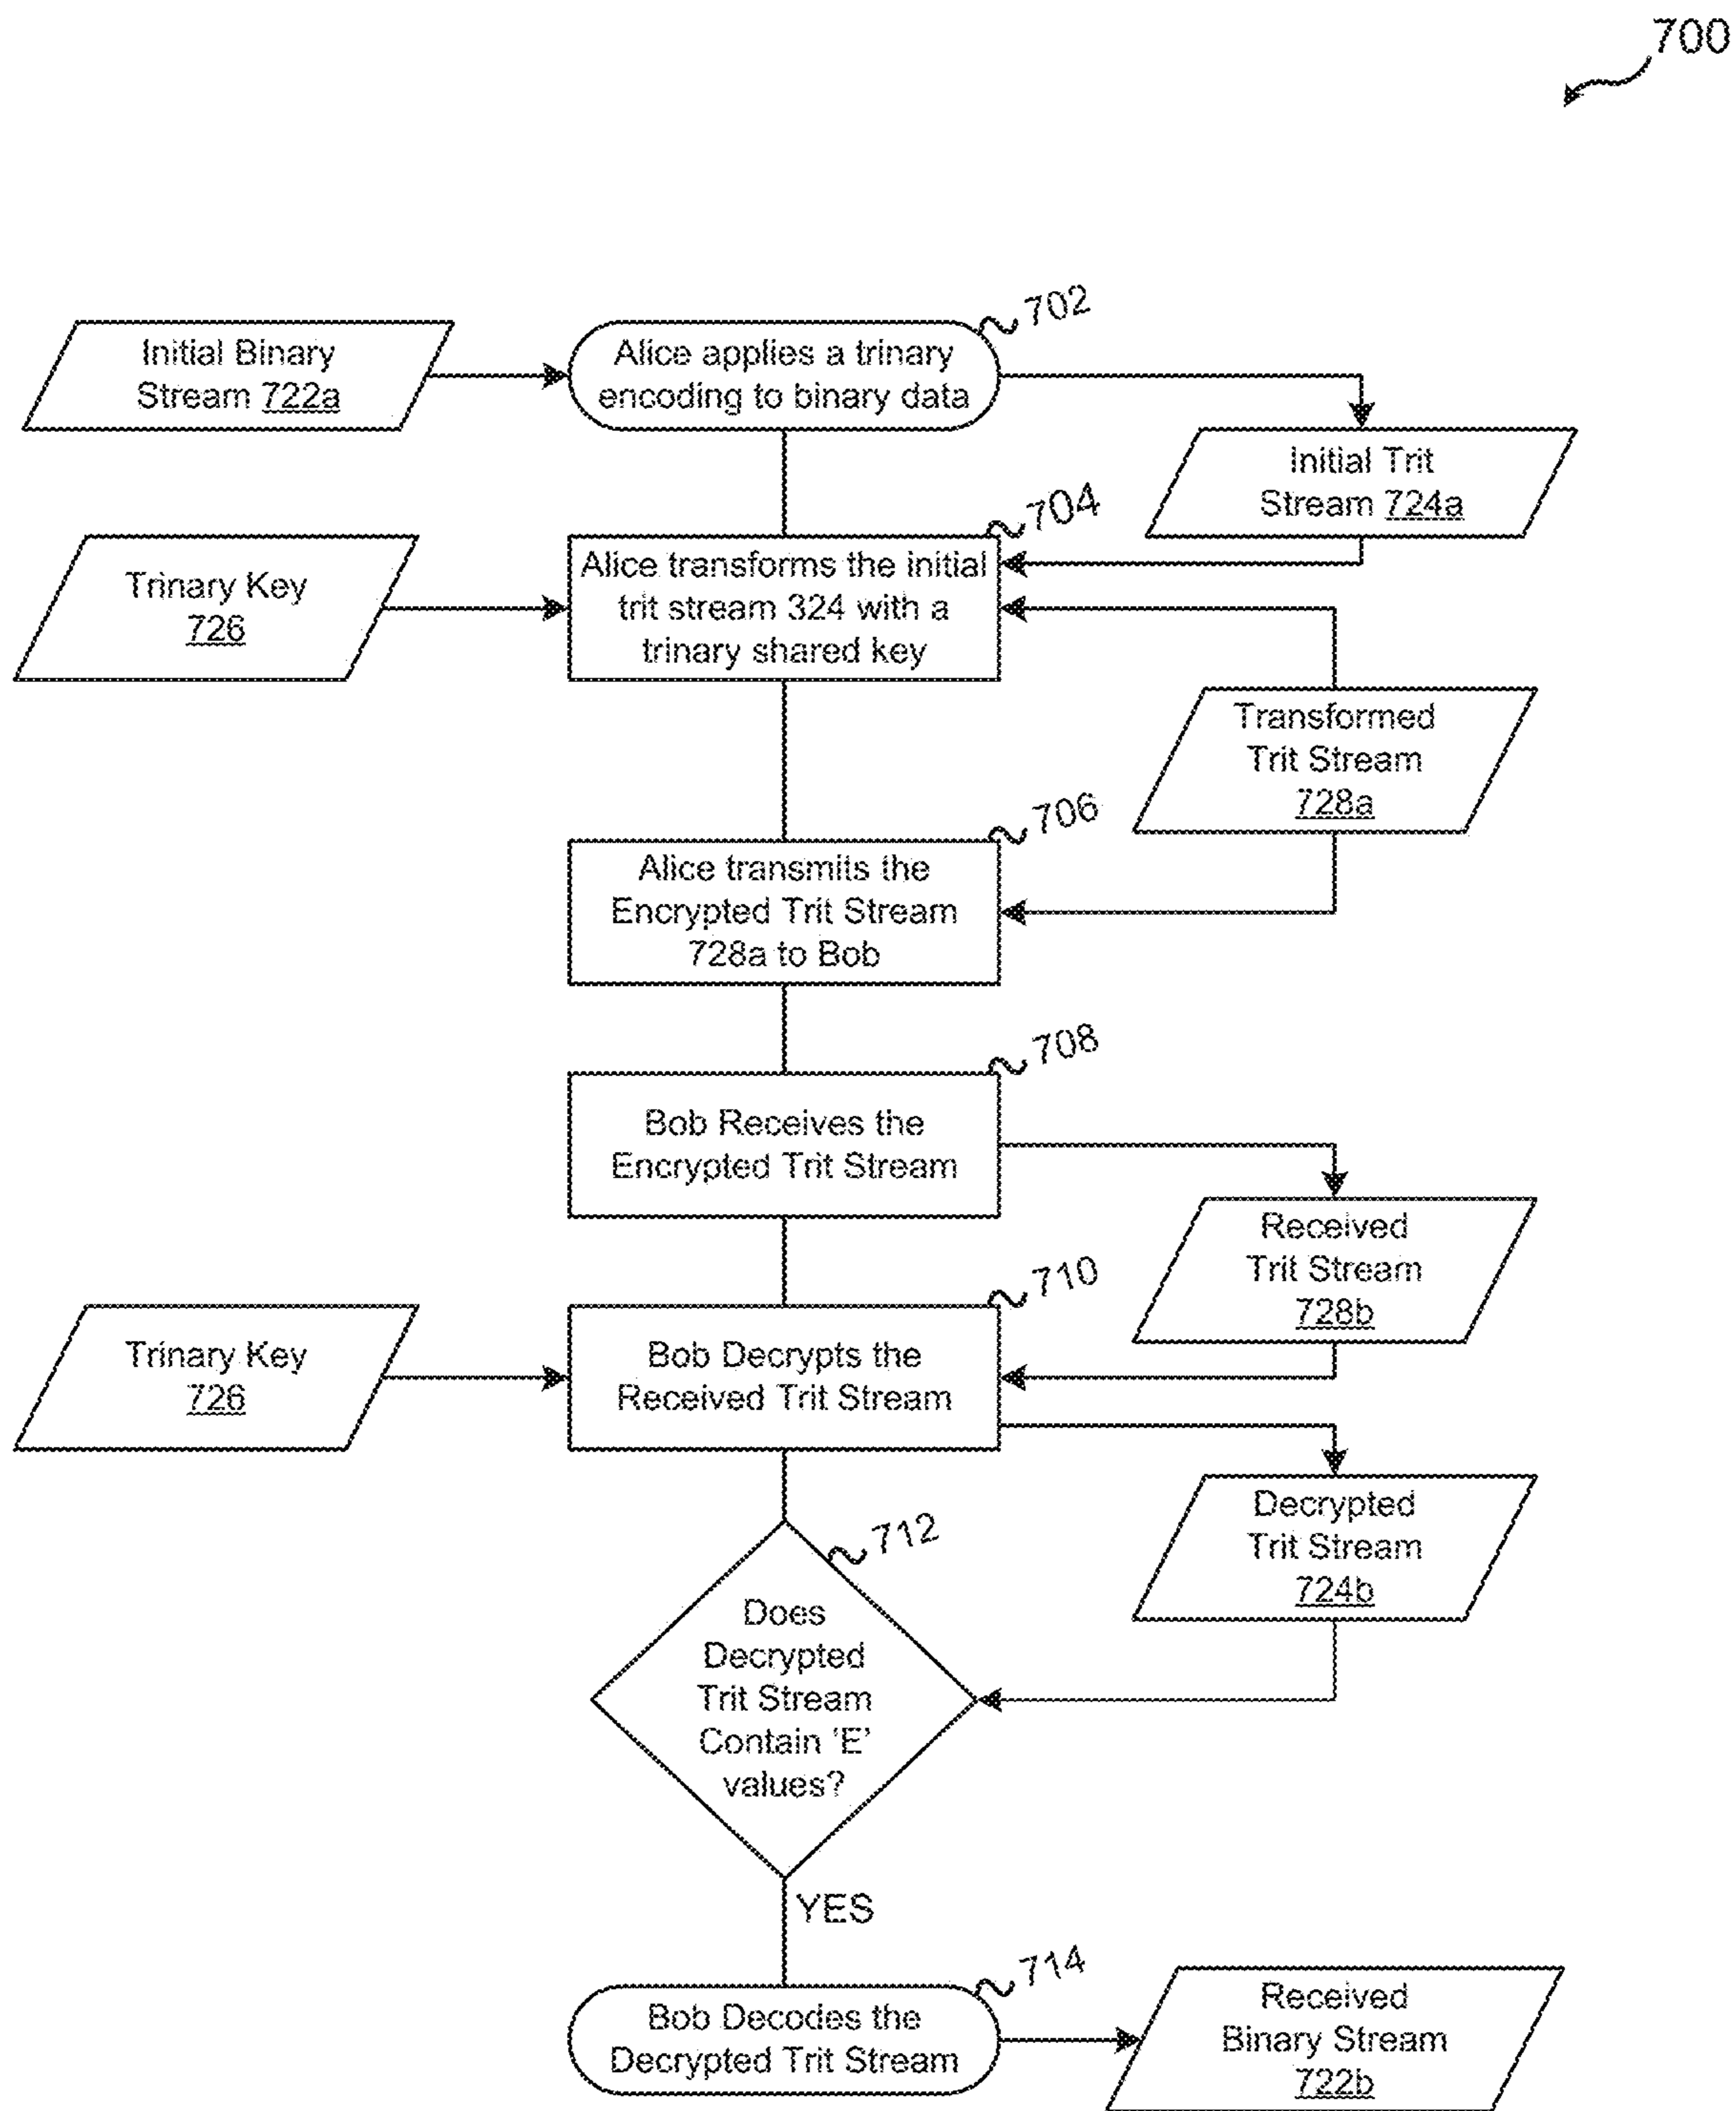 700
702
Initial Binary
Stream 722a
Alice applies a trinary
encoding to binary data
Initial Trit
Stream 724a
704
Trinary Key
726
Alice transforms the initial
trit stream 324 with a
trinary shared key
Transformed
Trit Stream
728a
706
Alice transmits the
Encrypted Trit Stream
728a to Bob
708
Bob Receives the
Encrypted Trit Stream
Received
Trit Stream
728b
710
Trinary Key
726
Bob Decrypts the
Received Trit Stream
Decrypted
Trit Stream
724b
712
Does
Decrypted
Trit Stream
Contain 'E'
values?
YES
714
Bob Decodes the
Decrypted Trit Stream
Received
Binary Stream
722b